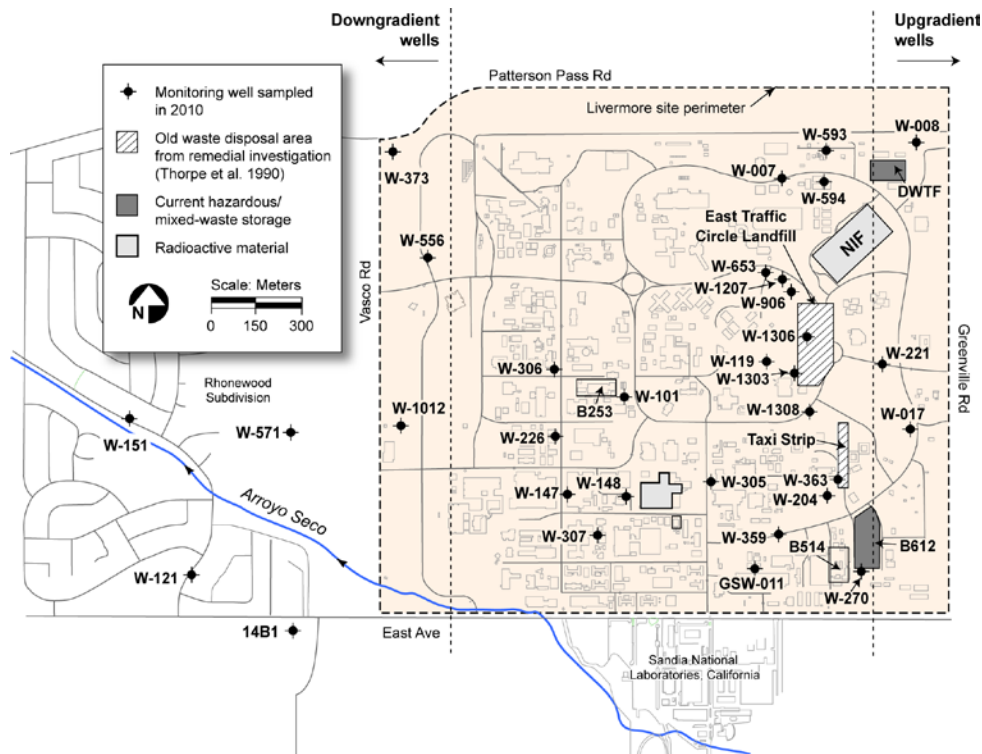 Downgradient
wells
Upgradient
wells
Patterson Pass Rd
Livermore site perimeter
Monitoring well sampled
in 2010
Old waste disposal area
from remedial investigation
(Thorpe et al. 1990)
Current hazardous/
mixed-waste storage
Radioactive material
N
Scale: Meters
0 150 300
W-373
W-593
W-008
W-007
W-594
DWTF
East Traffic
Circle Landfill
NIF
W-556
Vasco Rd
W-653
W-1207
W-906
W-1306
W-119
W-1303
W-221
Greenville Rd
Rhonewood
Subdivision
W-306
B253
W-101
W-1308
W-017
W-151
W-571
W-1012
W-226
Taxi Strip
Arroyo Seco
W-147
W-148
W-305
W-363
W-204
W-307
W-359
B514
B612
W-121
GSW-011
W-270
14B1
East Ave
Sandia National
Laboratories, California